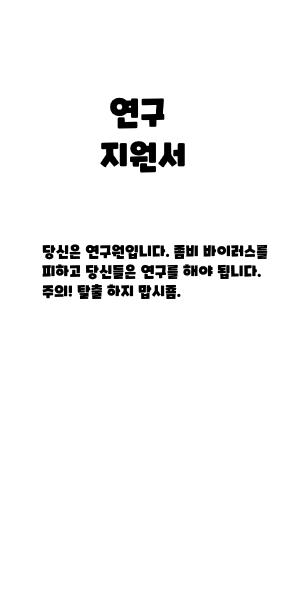 연구
지원서
당신은 연구원입니다. 좀비 바이러스를
피하고 당신들은 연구를 해야 됩니다.
주의! 탈출 하지 맙시죰.